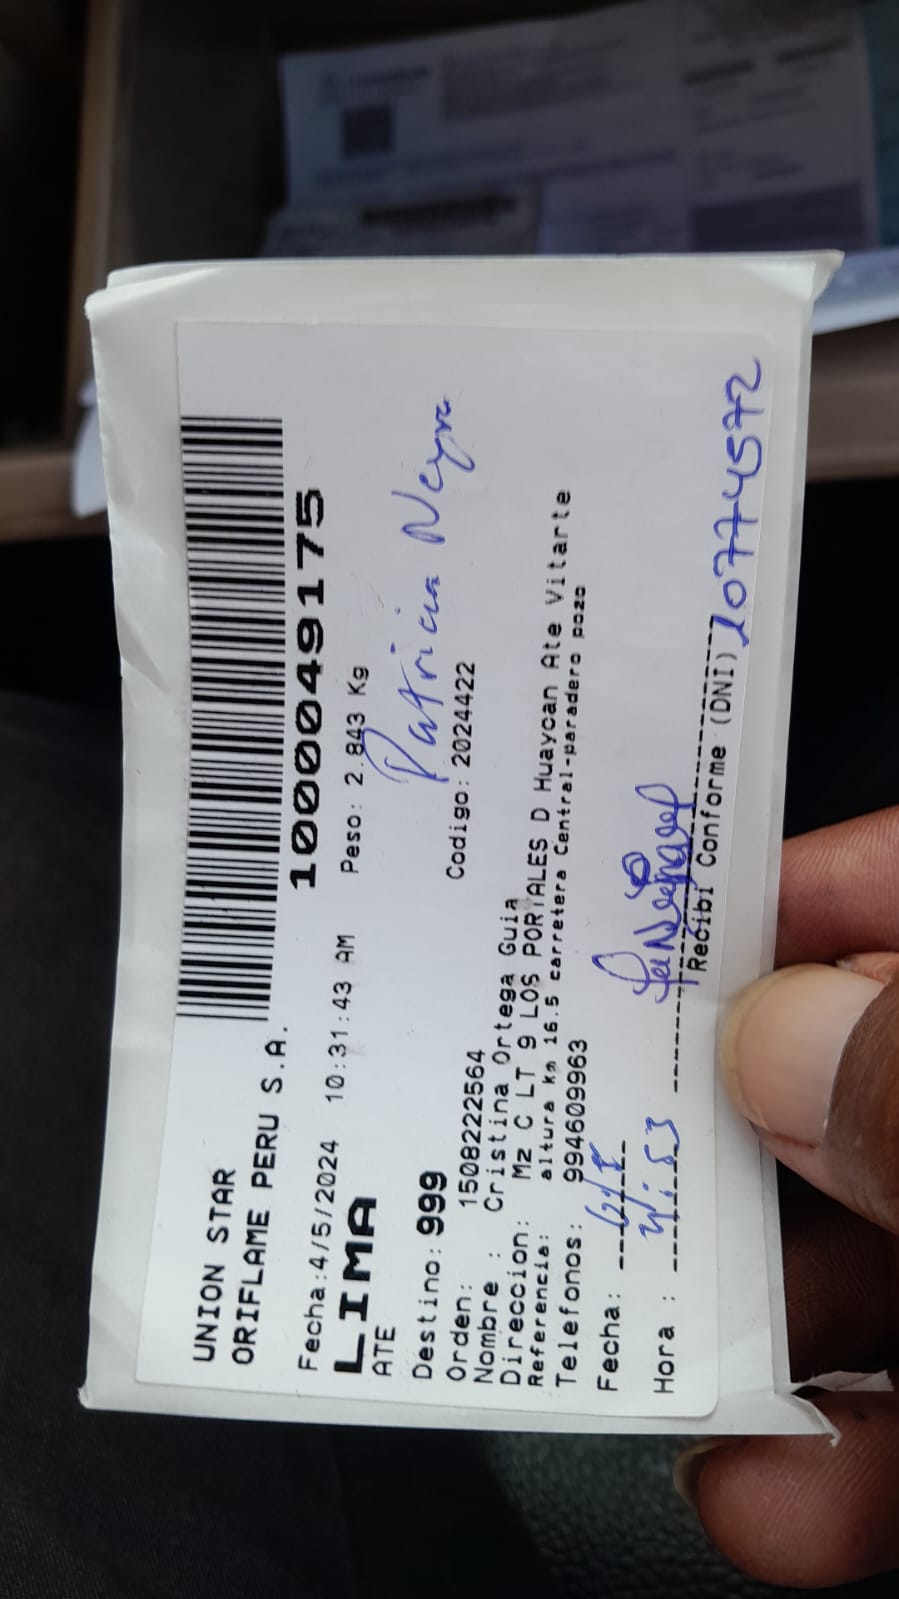 UNION STAR
ORIFLAME PERU S.A.
1000049175
Fecha:4/5/2024 10:31:43 AM Peso: 2.843 Kg
LIMA
ATE
Patricia Neyra
Destino: 999
Orden: 1508222564 Codigo: 2024422
Nombre : Cristina Ortega Guia
Direccion: Mz C LT 9 LOS PORTALES D Huaycan Ate Vitarte
Referencia: altura km 16.5 carretera Central-paradero pozo
Telefonos: 994609963
Fecha:
Hora :
Recibí Conforme (DNI) 10774572